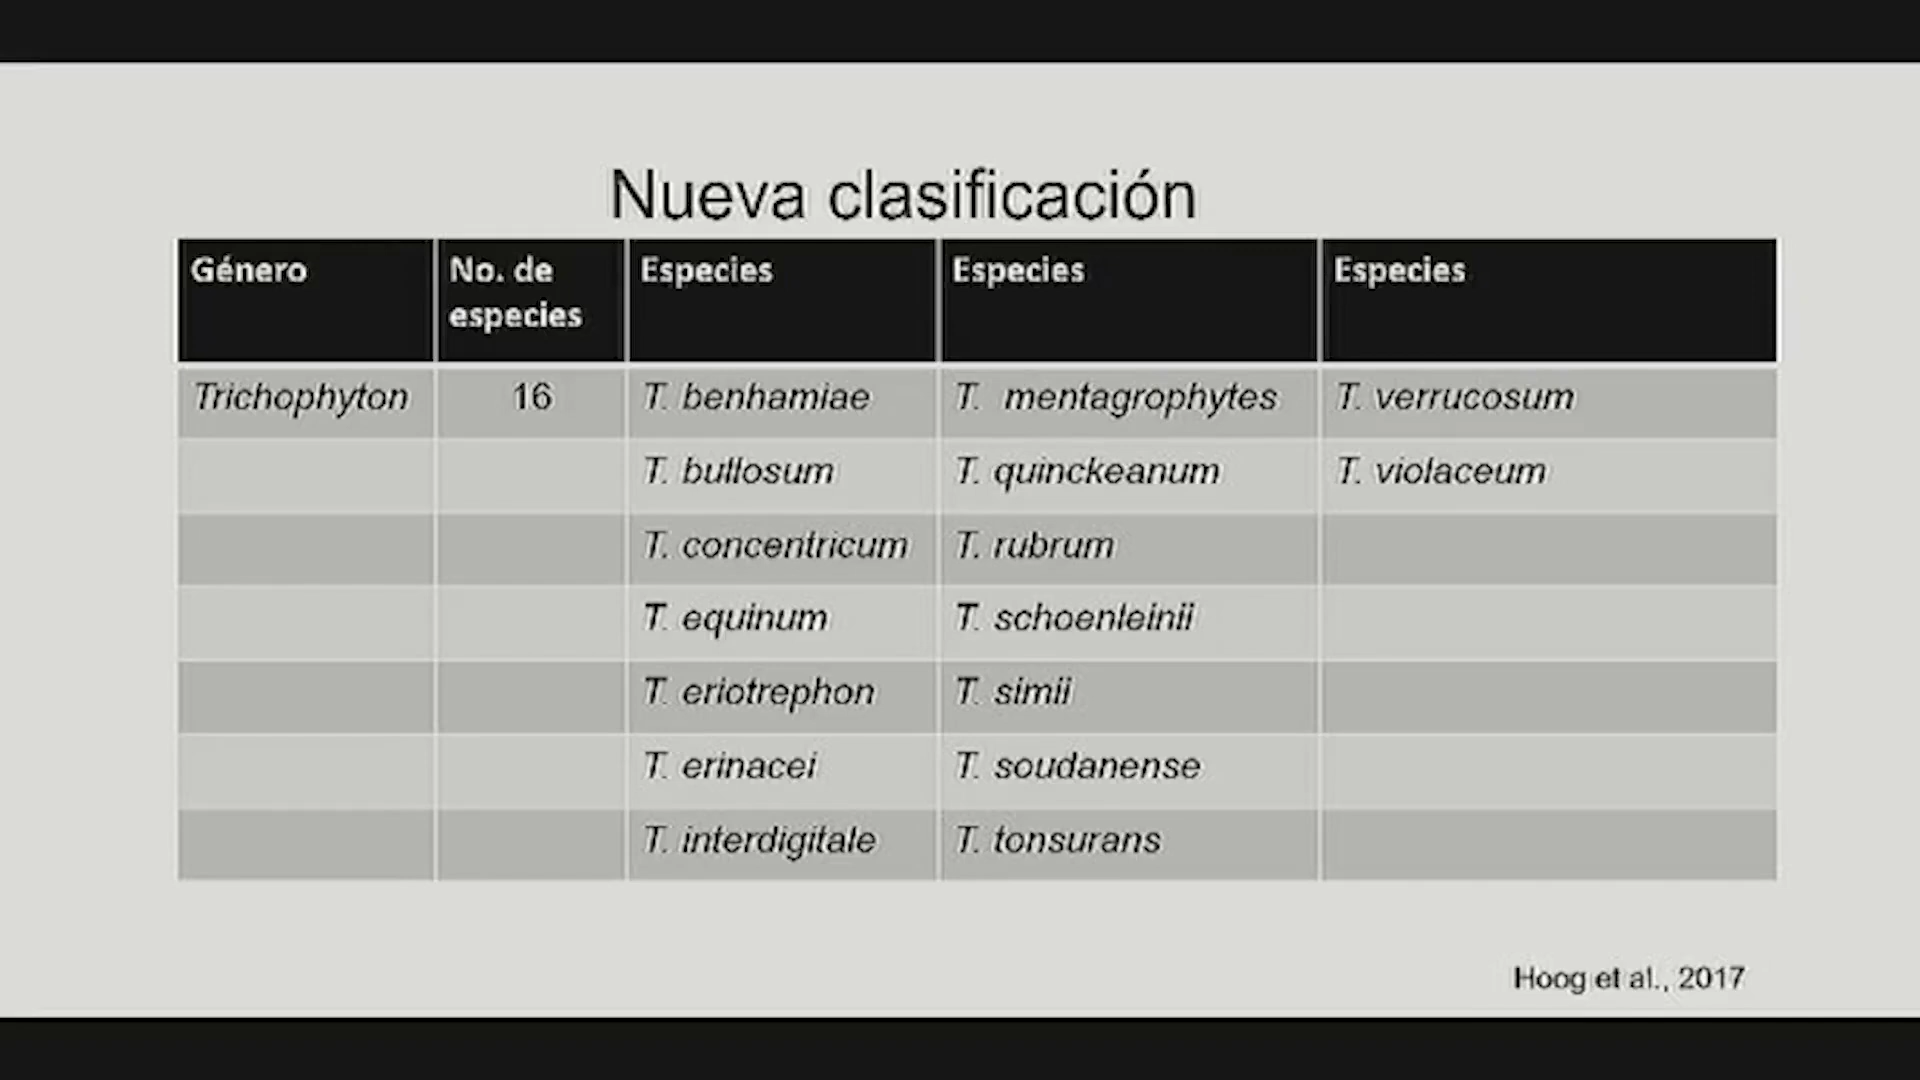 Nueva clasificación
Género No. de especies Especies Especies Especies
Trichophyton 16 T. benhamiae T. mentagrophytes T. verrucosum
T. bullosum T. quinckeanum T. violaceum
T. concentricum T. rubrum
T. equinum T. schoenleinii
T. eriotrephon T. simii
T. erinacei T. soudanense
T. interdigitale T. tonsurans
Hoog et al., 2017